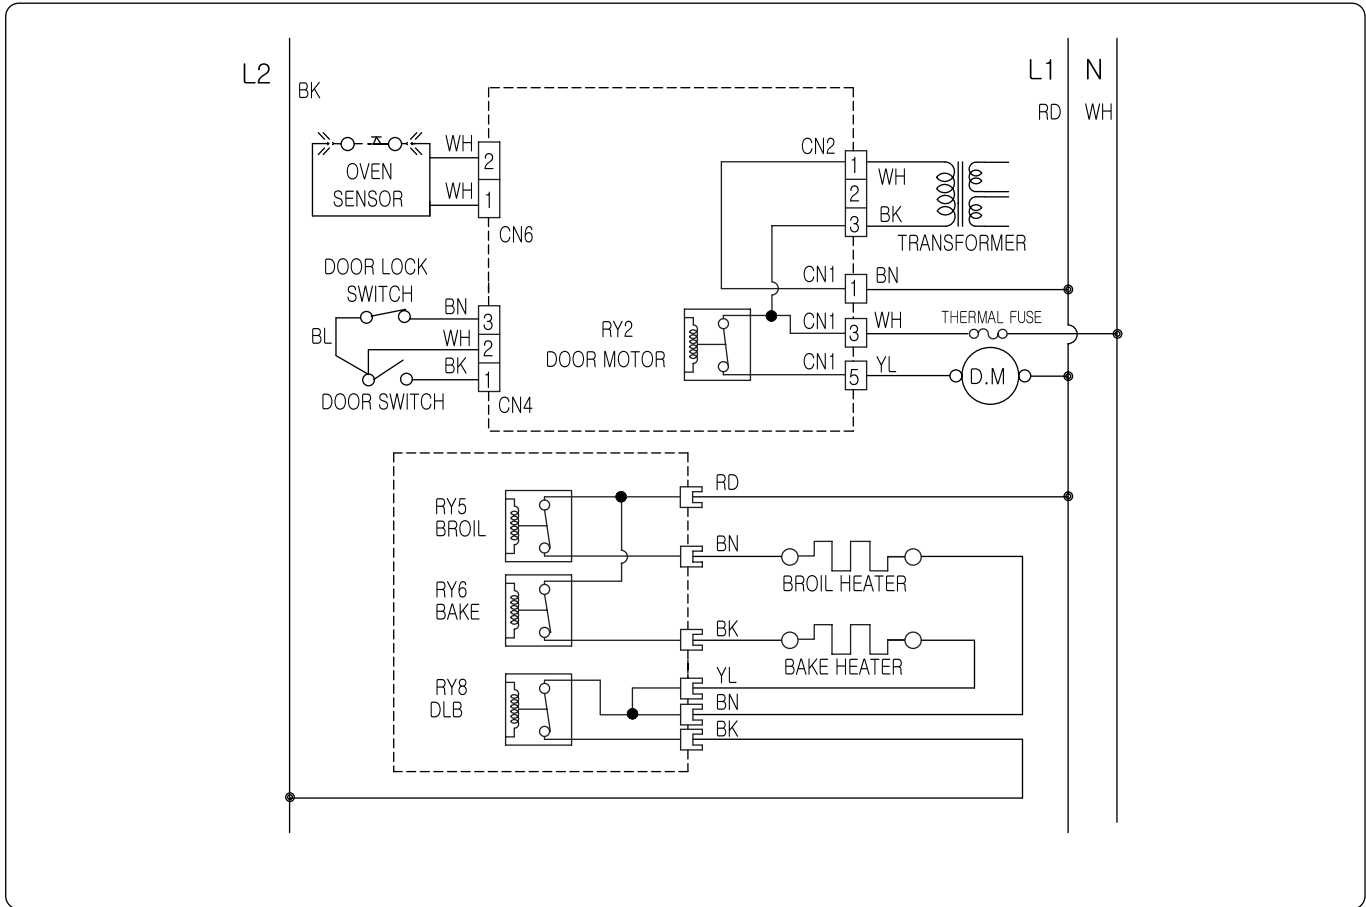 L2
L1
N
BK
RD
WH
OVEN
SENSOR
WH
2
WH
1
CN6
CN2
1
WH
2
BK
3
TRANSFORMER
DOOR LOCK
SWITCH
BN
3
BL
WH
2
BK
1
DOOR SWITCH
CN4
CN1
1
BN
RY2
DOOR MOTOR
CN1
3
WH
THERMAL FUSE
CN1
5
YL
D.M
RY5
BROIL
RD
BN
BROIL HEATER
RY6
BAKE
BK
BAKE HEATER
RY8
DLB
YL
BN
BK